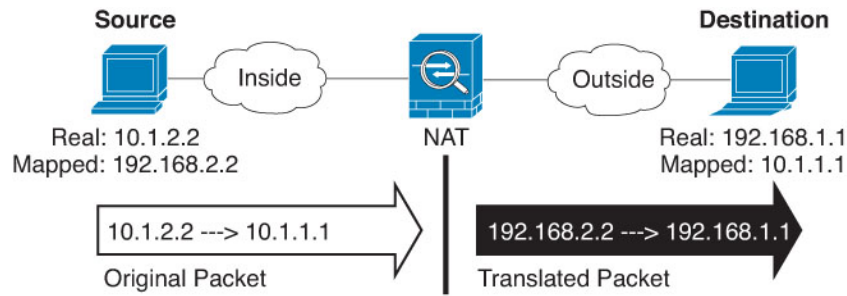 Source
Destination
Inside
Outside
Real: 10.1.2.2
Mapped: 192.168.2.2
NAT
Real: 192.168.1.1
Mapped: 10.1.1.1
10.1.2.2 ---> 10.1.1.1
192.168.2.2 ---> 192.168.1.1
Original Packet
Translated Packet